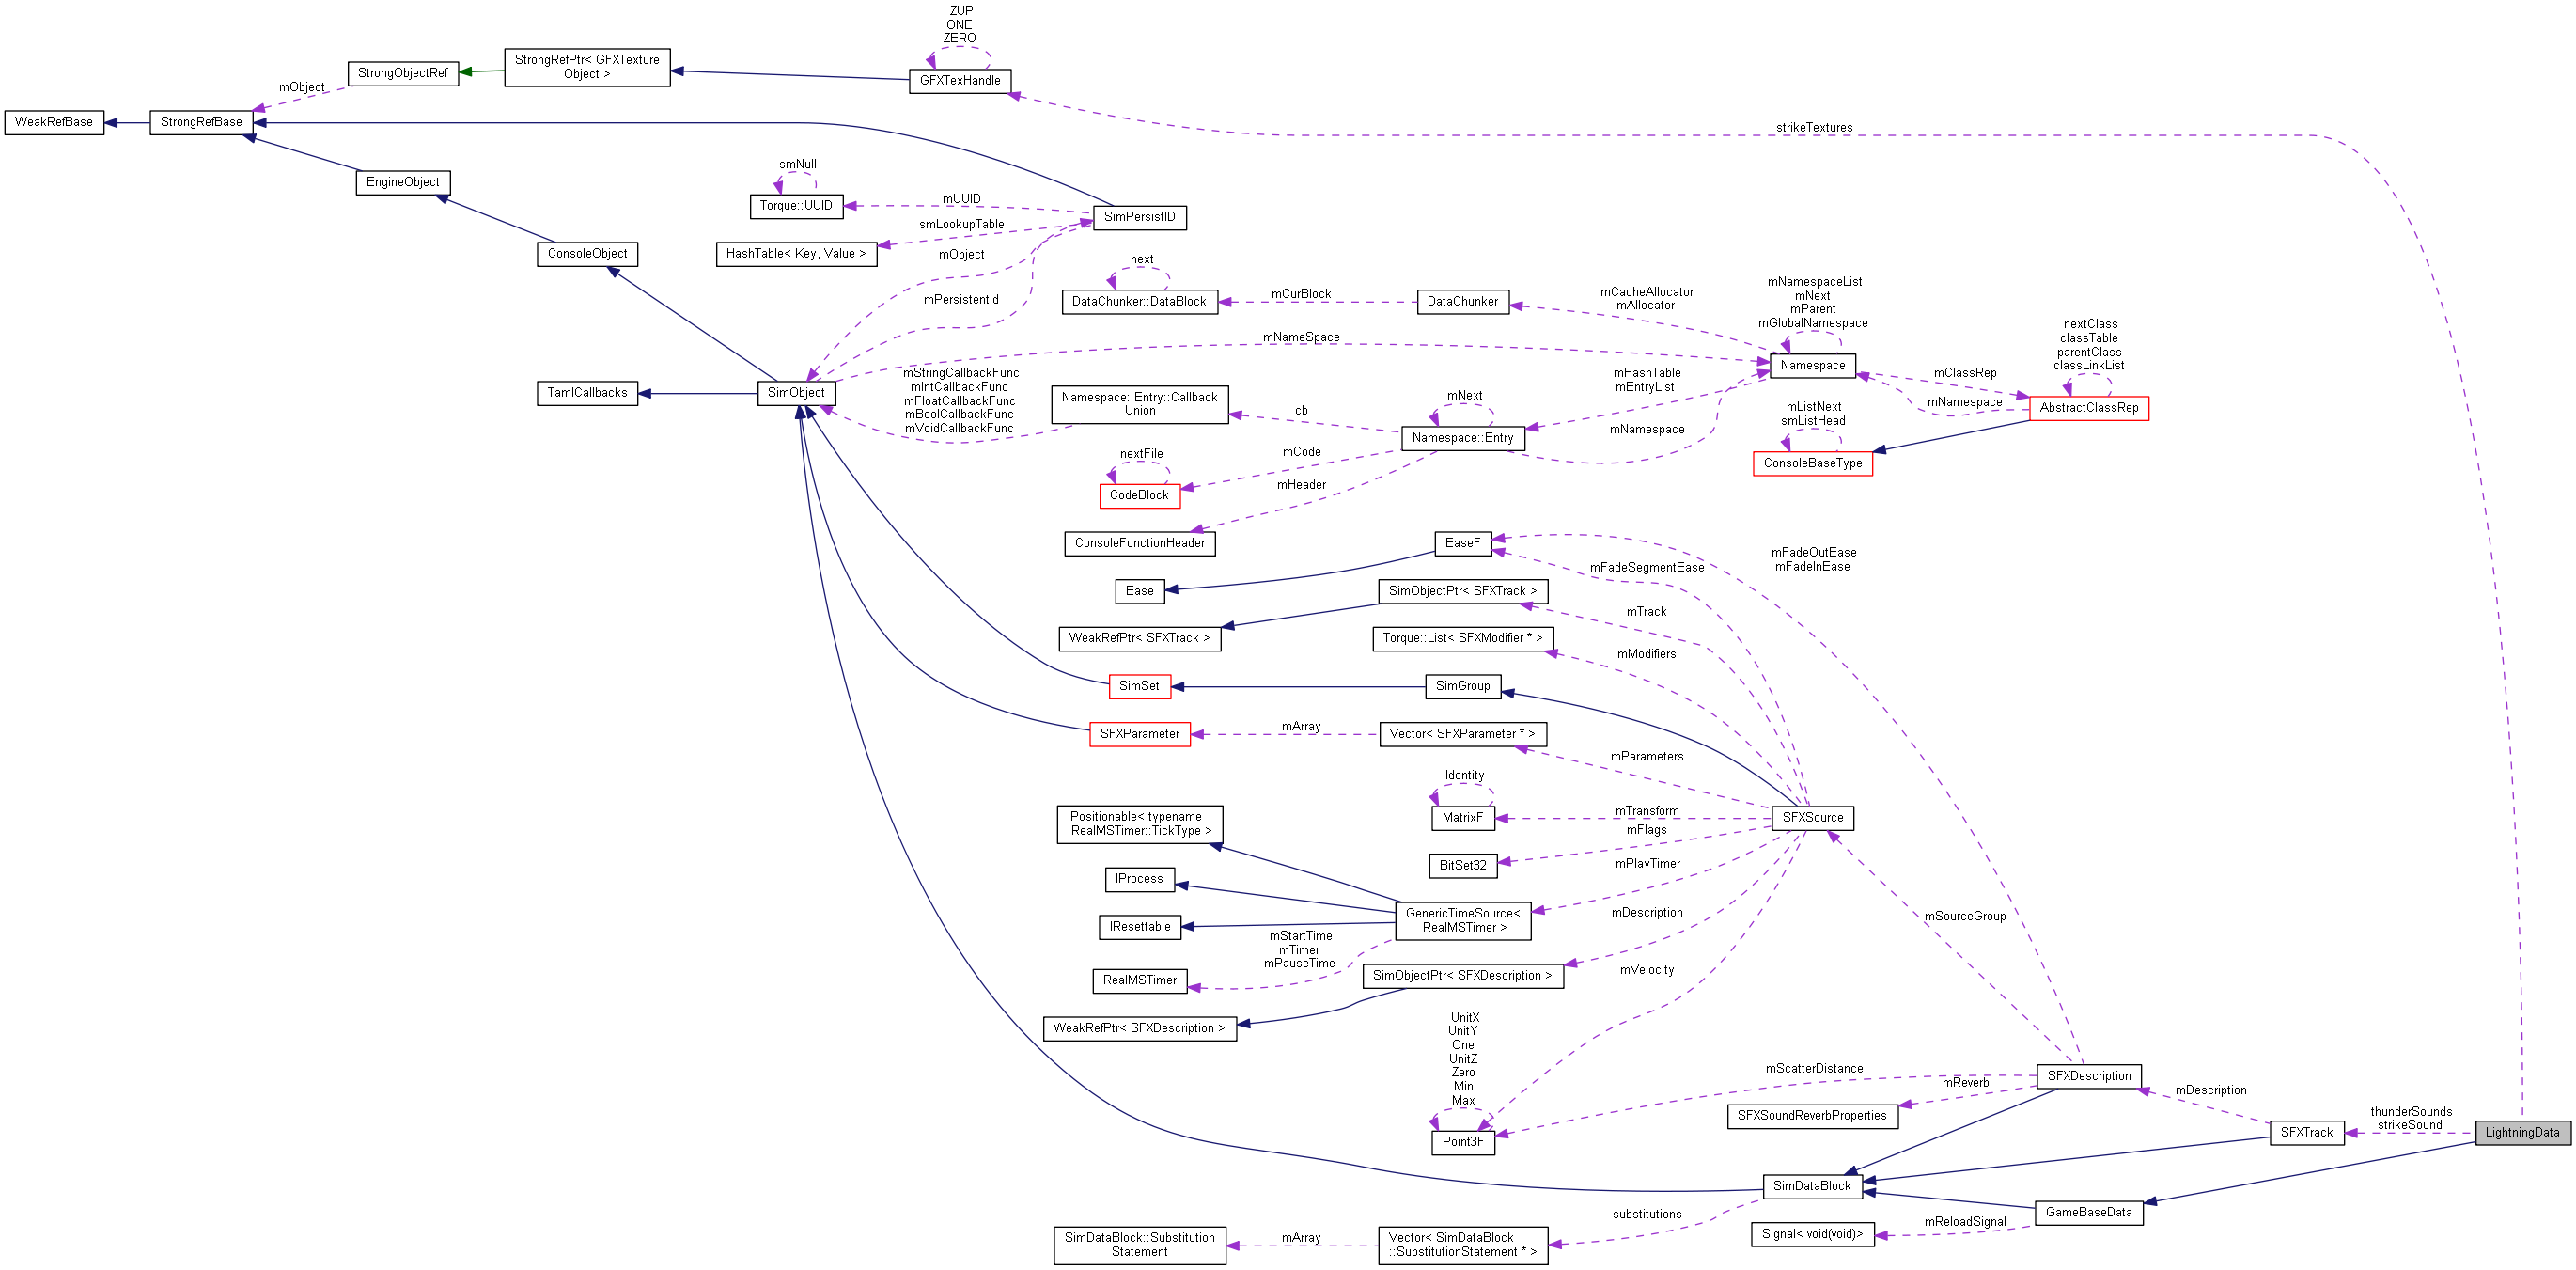 ZUP
ONE
ZERO
StrongRefPtr< GFXTexture
Object >
StrongObjectRef
GFXTexHandle
mObject
WeakRefBase
StrongRefBase
strikeTextures
smNull
EngineObject
Torque::UUID
mUUID
SimPersistID
smLookupTable
ConsoleObject
HashTable< Key, Value >
mObject
next
mPersistentId
DataChunker::DataBlock
mCurBlock
DataChunker
mCacheAllocator
mAllocator
mNamespaceList
mNext
mParent
mGlobalNamespace
nextClass
classTable
parentClass
classLinkList
mNameSpace
Namespace
mClassRep
TamlCallbacks
SimObject
mStringCallbackFunc
mIntCallbackFunc
mFloatCallbackFunc
mBoolCallbackFunc
mVoidCallbackFunc
Namespace::Entry::Callback
Union
cb
mNext
mHashTable
mEntryList
mNamespace
AbstractClassRep
mListNext
smListHead
Namespace::Entry
mNamespace
nextFile
mCode
ConsoleBaseType
CodeBlock
mHeader
ConsoleFunctionHeader
EaseF
mFadeOutEase
mFadeInEase
mFadeSegmentEase
Ease
SimObjectPtr< SFXTrack >
mTrack
WeakRefPtr< SFXTrack >
Torque::List< SFXModifier * >
mModifiers
SimSet
SimGroup
SFXParameter
mArray
Vector< SFXParameter * >
mParameters
Identity
IPositionable< typename
RealMSTimer::TickType >
MatrixF
mTransform
SFXSource
mFlags
BitSet32
mPlayTimer
IProcess
GenericTimeSource<
RealMSTimer >
mDescription
mSourceGroup
IResettable
mStartTime
mTimer
mPauseTime
RealMSTimer
SimObjectPtr< SFXDescription >
mVelocity
WeakRefPtr< SFXDescription >
UnitX
UnitY
One
UnitZ
Zero
Min
Max
mScatterDistance
SFXDescription
mReverb
mDescription
SFXSoundReverbProperties
thunderSounds
strikeSound
Point3F
SFXTrack
LightningData
SimDataBlock
substitutions
GameBaseData
mReloadSignal
SimDataBlock::Substitution
Statement
mArray
Vector< SimDataBlock
::SubstitutionStatement * >
Signal< void(void)>